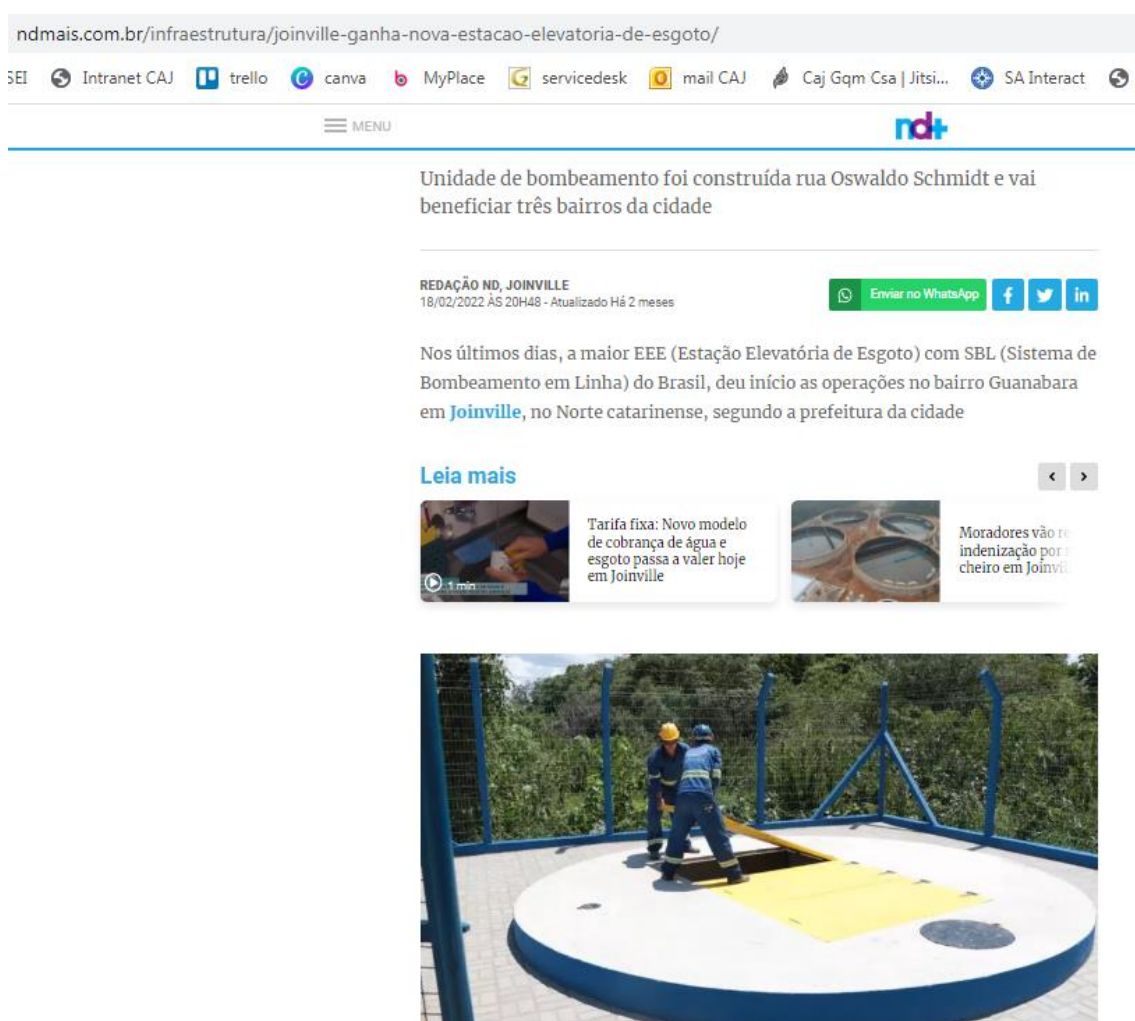 ndmais.com.br/infraestrutura/joinville-ganha-nova-estacao-elevatoria-de-esgoto/
SEI Intranet CAJ trello canva MyPlace servicedesk mail CAJ Caj Gqm Csa | Jitsi... SA Interact
MENU
nd+
Unidade de bombeamento foi construída rua Oswaldo Schmidt e vai
beneficiar três bairros da cidade
REDAÇÃO ND, JOINVILLE
18/02/2022 ÀS 20H48 - Atualizado Há 2 meses
Enviar no WhatsApp
Nos últimos dias, a maior EEE (Estação Elevatória de Esgoto) com SBL (Sistema de
Bombeamento em Linha) do Brasil, deu início as operações no bairro Guanabara
em Joinville, no Norte catarinense, segundo a prefeitura da cidade
Leia mais
Tarifa fixa: Novo modelo
de cobrança de água e
esgoto passa a valer hoje
em Joinville
1 min
Moradores vão
indenização por
cheiro em